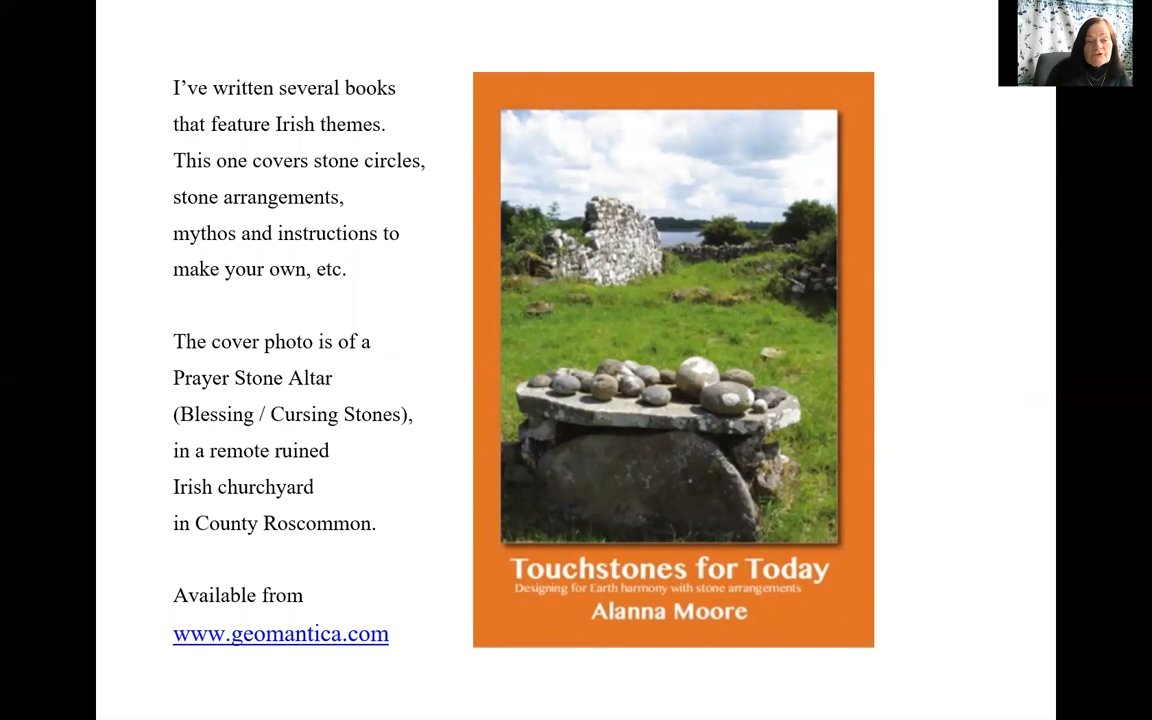 I've written several books
that feature Irish themes.
This one covers stone circles,
stone arrangements,
mythos and instructions to
make your own, etc.
The cover photo is of a
Prayer Stone Altar
(Blessing / Cursing Stones),
in a remote ruined
Irish churchyard
in County Roscommon.
Available from
www.geomantica.com
Touchstones for Today
Designing for Earth harmony with stone arrangements
Alanna Moore